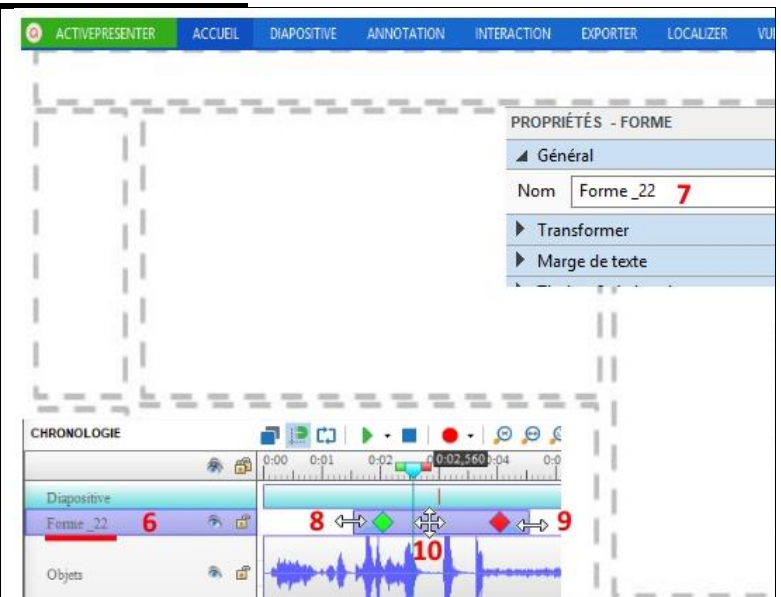 ACTIVEPRESENTER ACCUEIL DIAPOSITIVE ANNOTATION INTERACTION EXPORTER LOCALIZER
PROPRIÉTÉS - FORME
Général
Nom Forme _22 7
Transformer
Marge de texte
CHRONOLOGIE
0:00 0:01 0:02 0:02,560 0:04
Diapositive
Forme _22 6 8 10 9
Objets